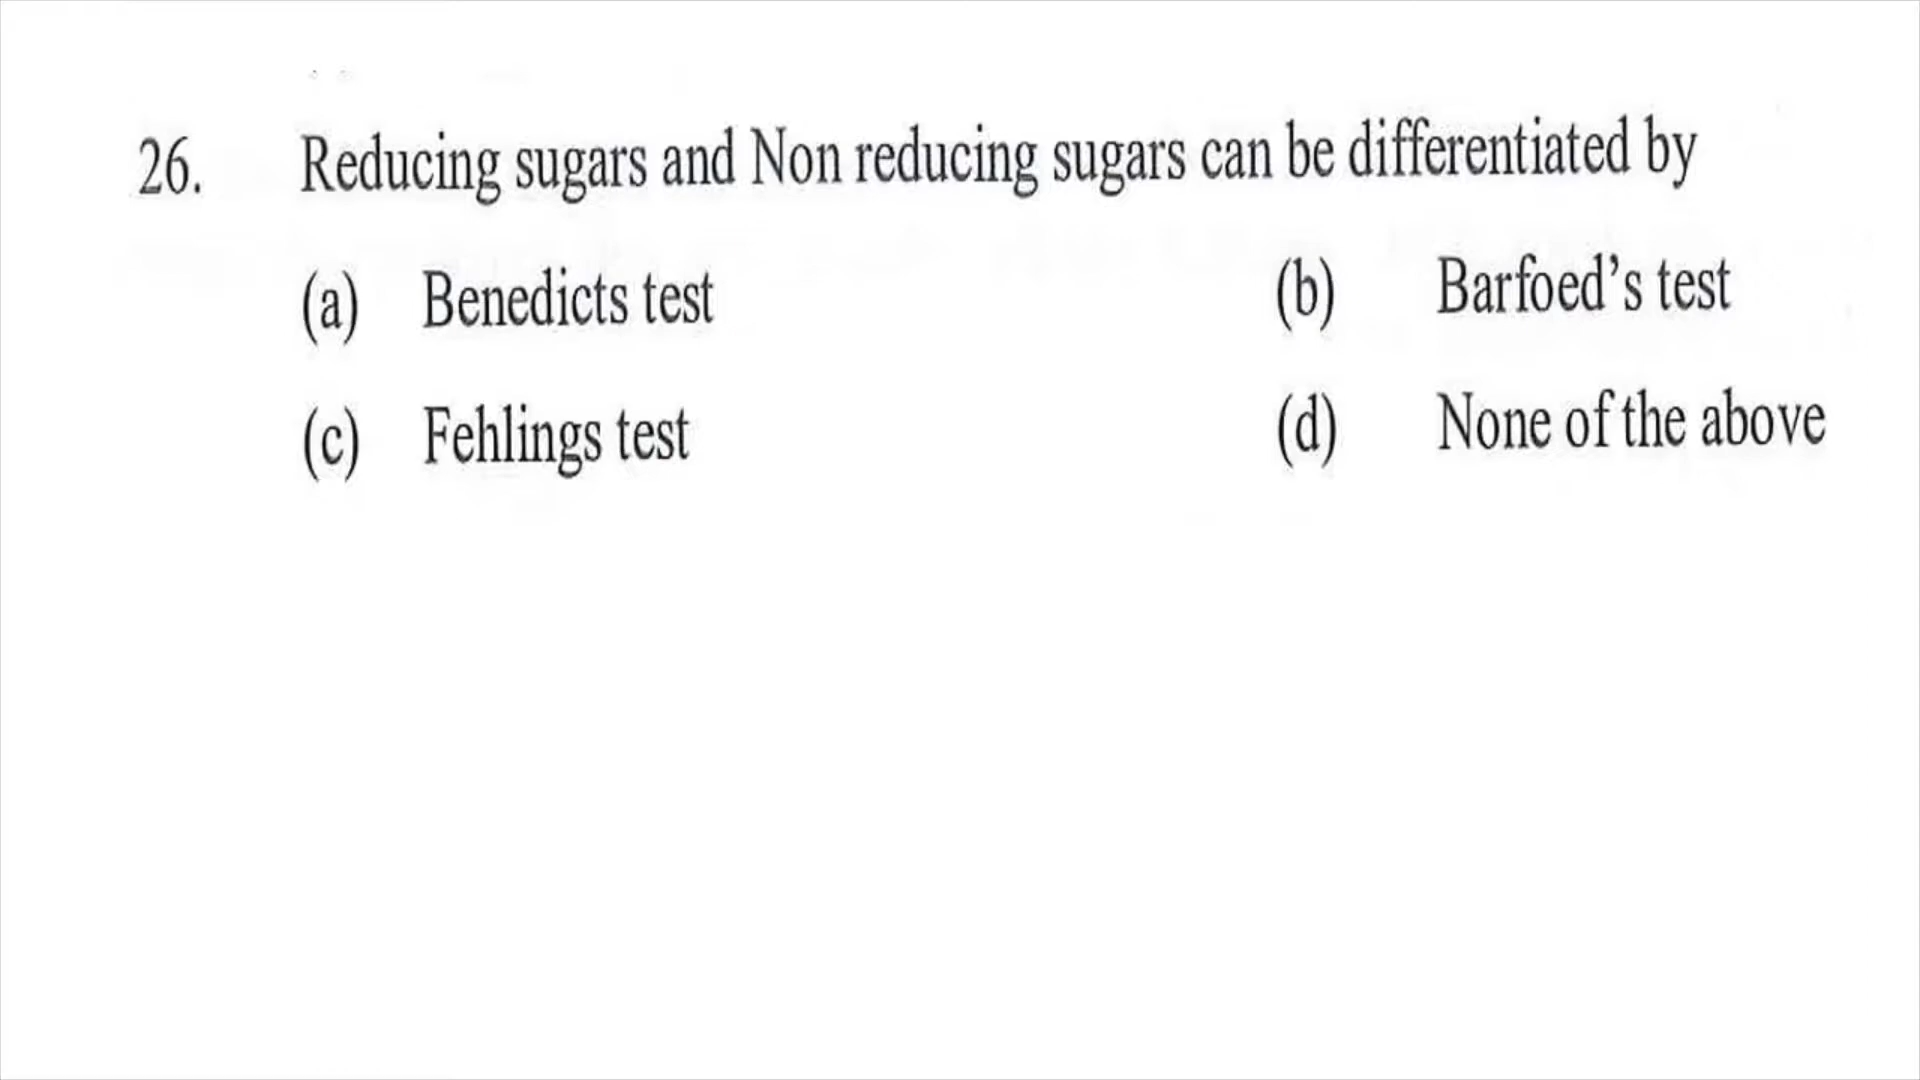 26. Reducing sugars and Non reducing sugars can be differentiated by
(a) Benedicts test (b) Barfoed’s test
(c) Fehlings test (d) None of the above